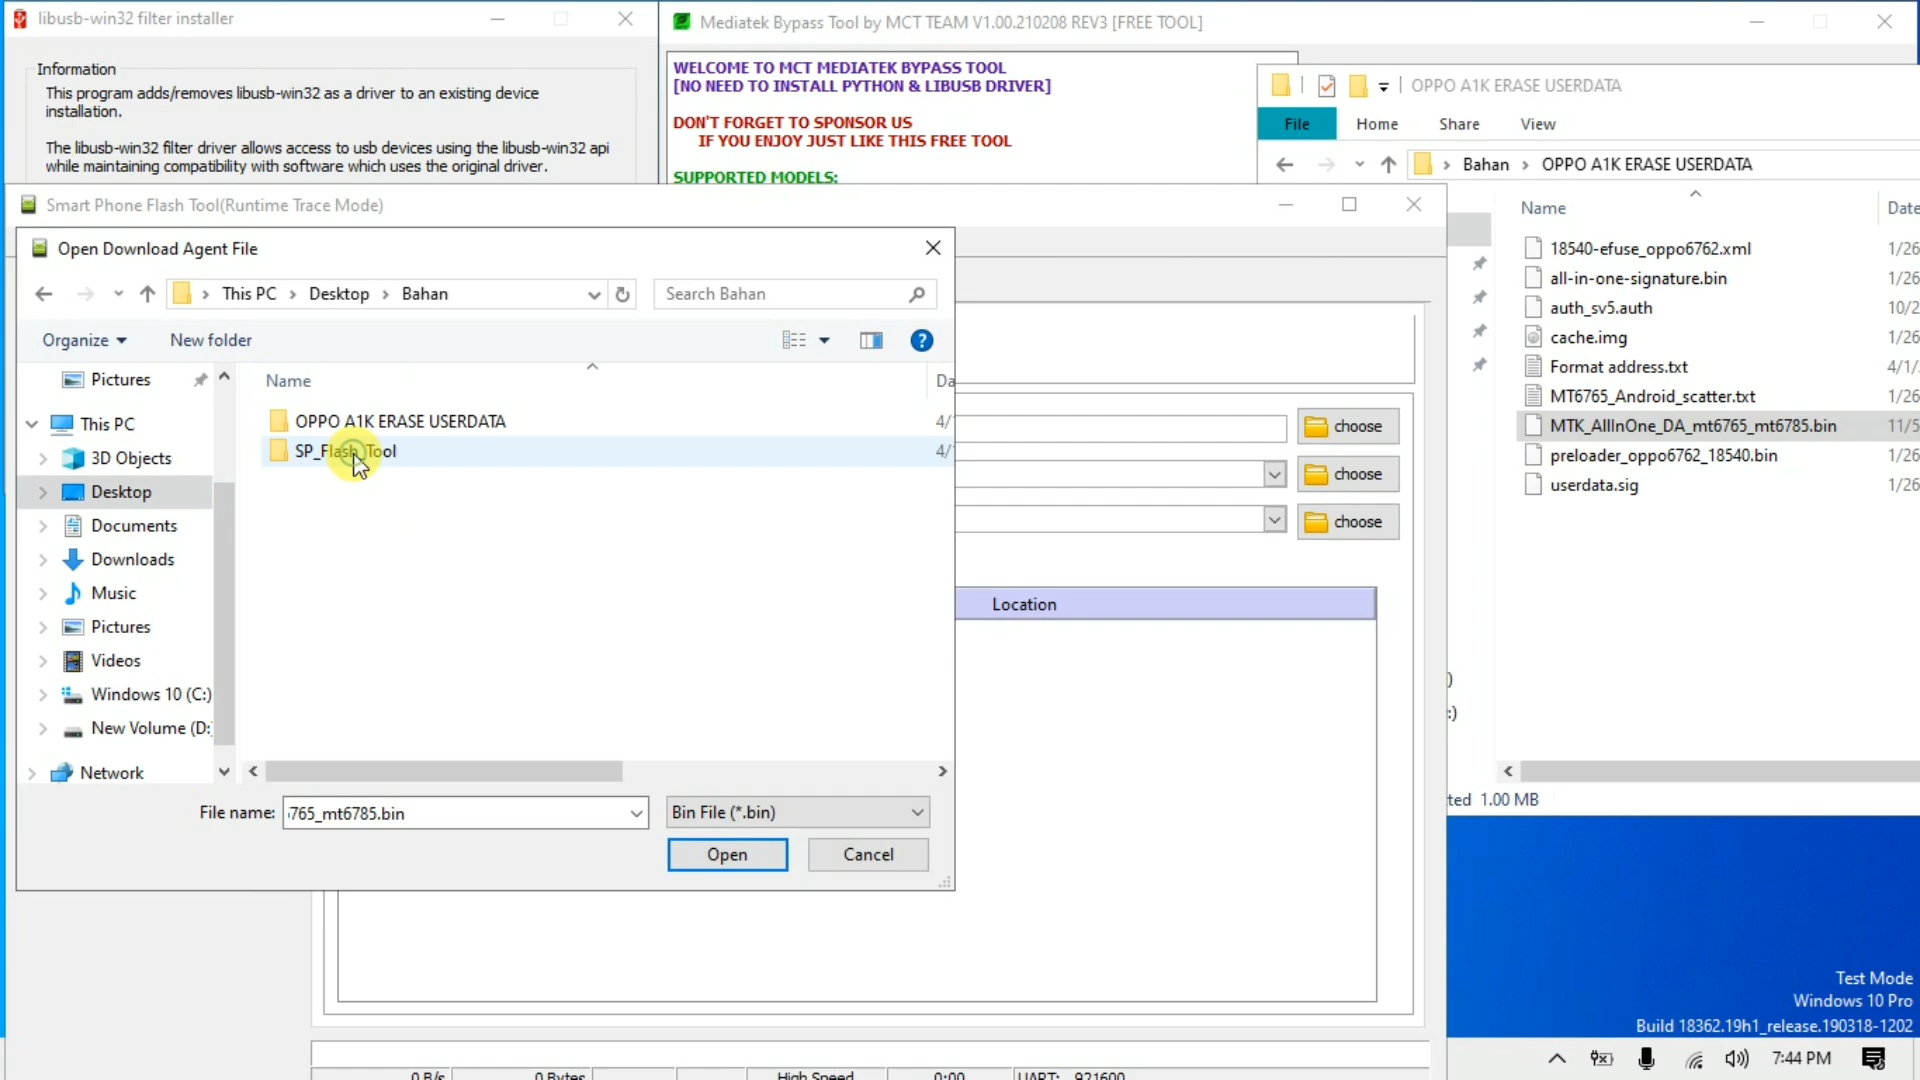 libusb-win32 filter installer
Information
This program adds/removes libusb-win32 as a driver to an existing device
installation.
The libusb-win32 filter driver allows access to usb devices using the libusb-win32 api
while maintaining compatibility with software which uses the original driver.
Mediatek Bypass Tool by MCT TEAM V1.00.210208 REV3 [FREE TOOL]
WELCOME TO MCT MEDIATEK BYPASS TOOL
[NO NEED TO INSTALL PYTHON & LIBUSB DRIVER]
DON'T FORGET TO SPONSOR US
IF YOU ENJOY JUST LIKE THIS FREE TOOL
SUPPORTED MODELS:
OPPO A1K ERASE USERDATA
File Home Share View
Bahan > OPPO A1K ERASE USERDATA
Name Date
18540-efuse_oppo6762.xml 1/26
all-in-one-signature.bin 1/26
auth_sv5.auth 10/2
cache.img 1/26
Format address.txt 4/1/
MT6765_Android_scatter.txt 1/26
MTK_AllInOne_DA_mt6765_mt6785.bin 11/5
preloader_oppo6762_18540.bin 1/26
userdata.sig 1/26
ted 1.00 MB
Smart Phone Flash Tool(Runtime Trace Mode)
Open Download Agent File
This PC > Desktop > Bahan
Search Bahan
Organize New folder
Pictures
This PC
3D Objects
Desktop
Documents
Downloads
Music
Pictures
Videos
Windows 10 (C:)
New Volume (D:
Network
Name Da
OPPO A1K ERASE USERDATA 4/
SP_Flash_Tool 4/
File name: 765_mt6785.bin
Bin File (*.bin)
Open Cancel
choose
choose
choose
Location
:)
0 B/s 0 Bytes High Speed 0:00 UART: 921600
Test Mode
Windows 10 Pro
Build 18362.19h1_release.190318-1202
7:44 PM